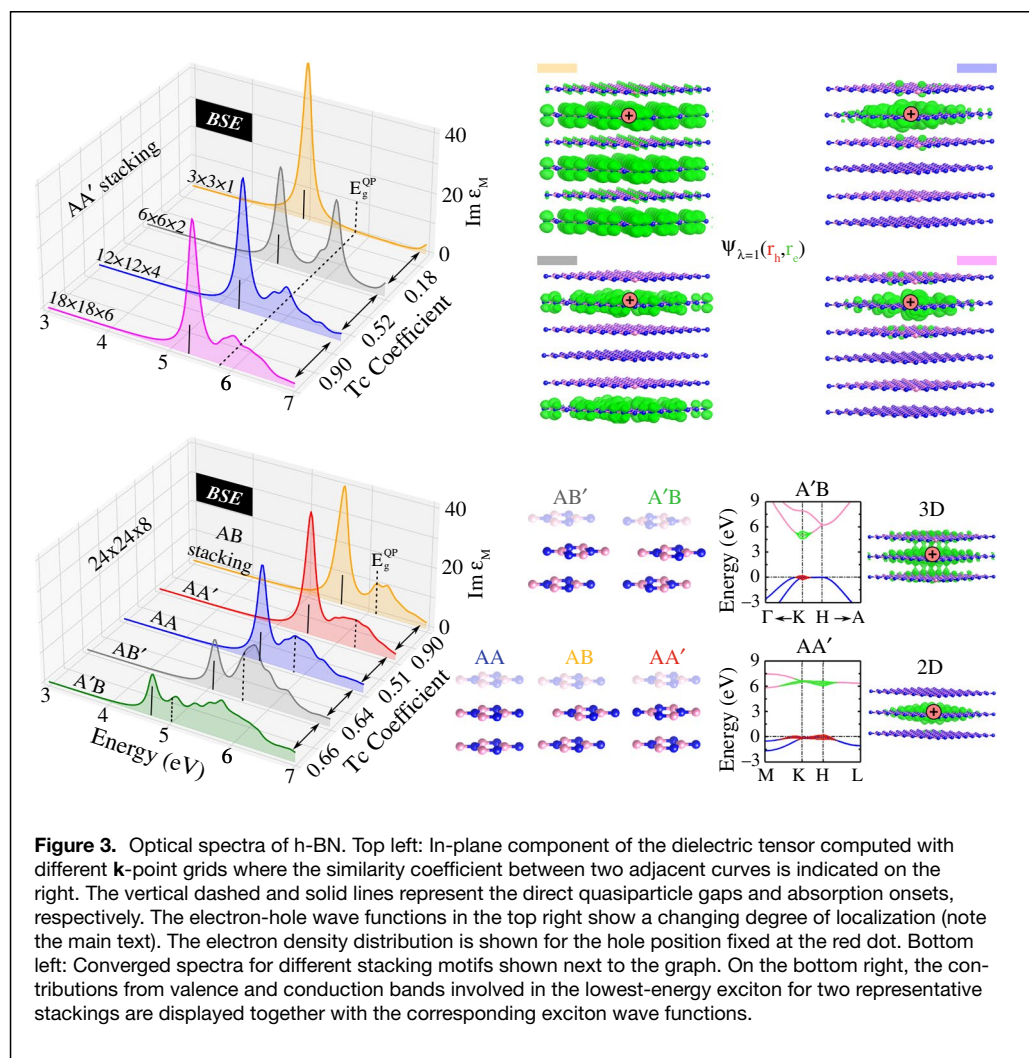 BSE
AA′ stacking
3×3×1
6×6×2
12×12×4
18×18×6
E_g^QP
40
20
0
Im ε_M
0.18
0.52
0.90
Tc Coefficient
3
4
5
6
7
+
+
Ψ_λ=1(r_h,r_e)
+
+
BSE
24x24x8
AB
stacking
AA′
AA
AB′
A′B
E_g^QP
40
20
0
Im ε_M
0.90
0.51
0.64
0.66
Tc Coefficient
3
4
5
6
7
Energy (eV)
AB′ A′B
AA AB AA′
A′B
9
6
3
0
−3
Energy (eV)
Γ ←K H →A
3D
+
AA′
9
6
3
0
−3
Energy (eV)
M K H L
2D
+
Figure 3. Optical spectra of h-BN. Top left: In-plane component of the dielectric tensor computed with
different k-point grids where the similarity coefficient between two adjacent curves is indicated on the
right. The vertical dashed and solid lines represent the direct quasiparticle gaps and absorption onsets,
respectively. The electron-hole wave functions in the top right show a changing degree of localization (note
the main text). The electron density distribution is shown for the hole position fixed at the red dot. Bottom
left: Converged spectra for different stacking motifs shown next to the graph. On the bottom right, the con-
tributions from valence and conduction bands involved in the lowest-energy exciton for two representative
stackings are displayed together with the corresponding exciton wave functions.